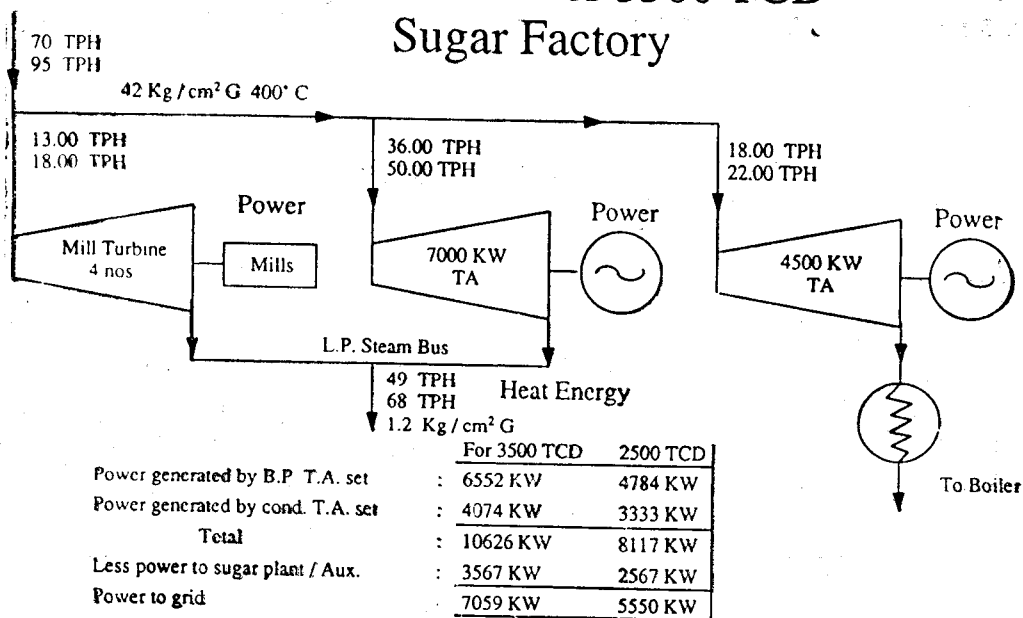 3500 TCD
Sugar Factory
70 TPH
95 TPH
42 Kg / cm² G 400° C
13.00 TPH
18.00 TPH
36.00 TPH
50.00 TPH
18.00 TPH
22.00 TPH
Power
Power
Power
Mill Turbine
4 nos
Mills
7000 KW
TA
4500 KW
TA
L.P. Steam Bus
49 TPH
68 TPH
1.2 Kg / cm² G
Heat Energy
To Boiler
For 3500 TCD 2500 TCD
Power generated by B.P T.A. set : 6552 KW 4784 KW
Power generated by cond. T.A. set : 4074 KW 3333 KW
Total : 10626 KW 8117 KW
Less power to sugar plant / Aux. : 3567 KW 2567 KW
Power to grid 7059 KW 5550 KW